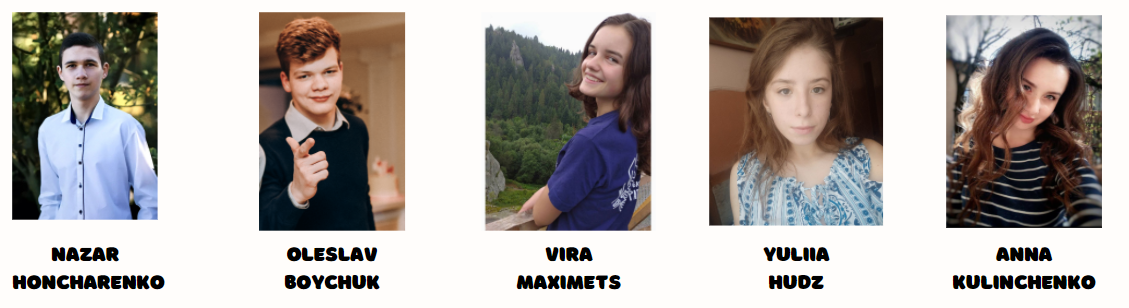 NAZAR
HONCHARENKO
OLESLAV
BOYCHUK
VIRA
MAXIMETS
YULIIA
HUDZ
ANNA
KULINCHENKO